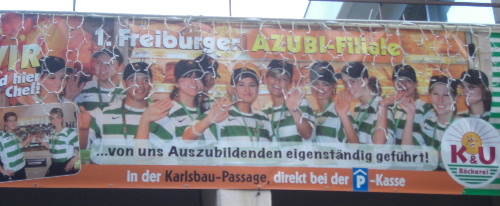 WIR
sind hier
Chef!
1. Freiburger AZUBI-Filiale
...von uns Auszubildenden eigenständig geführt!
K&U
Bäckerei
in der Karlsbau-Passage, direkt bei der P-Kasse